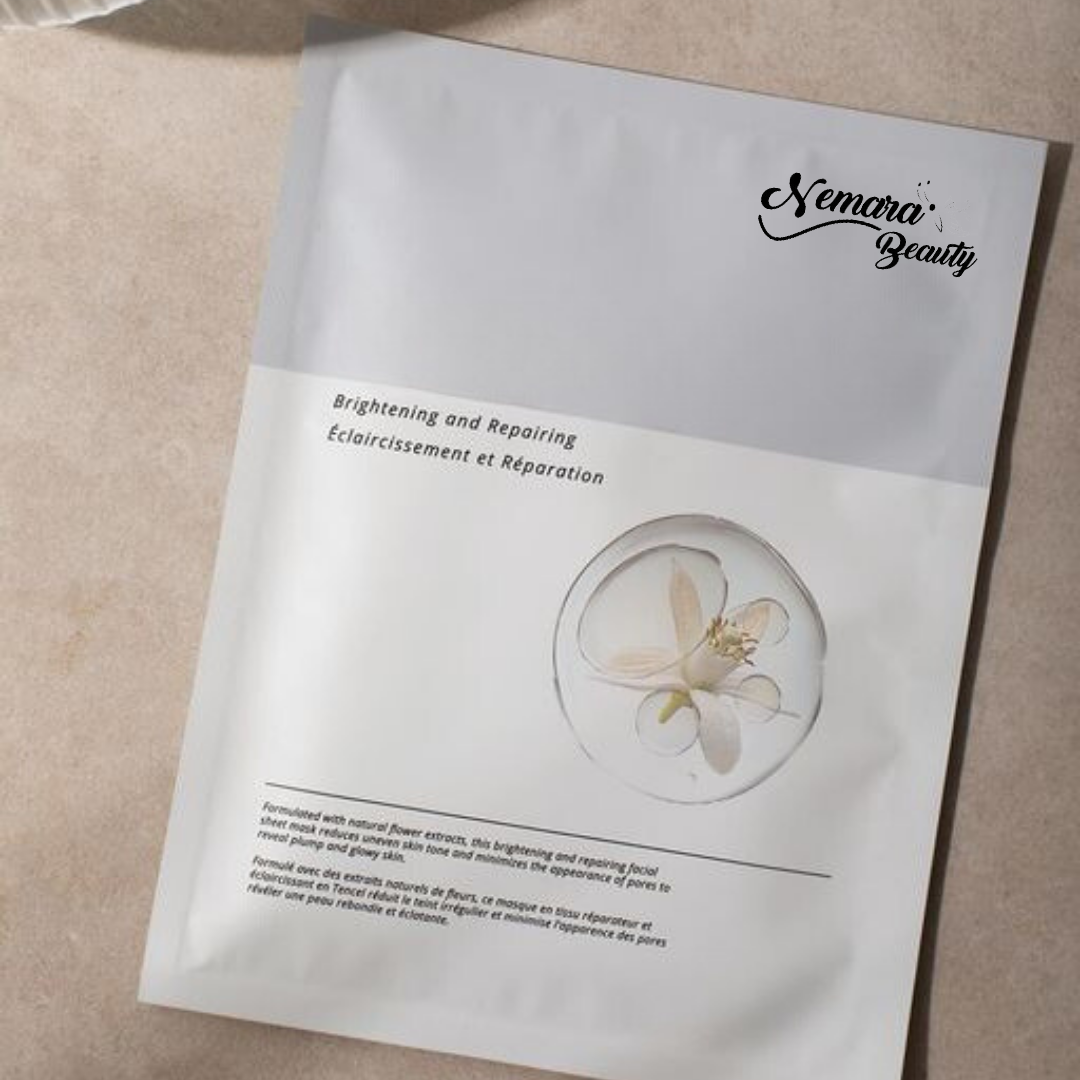 Nemara
Beauty
Brightening and Repairing
Éclaircissement et Réparation
Formulated with natural flower extracts, this brightening and repairing facial
sheet mask reduces uneven skin tone and minimizes the appearance of pores to
reveal plump and glowy skin.
Formulé avec des extraits naturels de fleurs, ce masque en tissu réparateur et
éclaircissant en Tencel réduit le teint irrégulier et minimise l'apparence des pores
révéler une peau rebondie et éclatante.